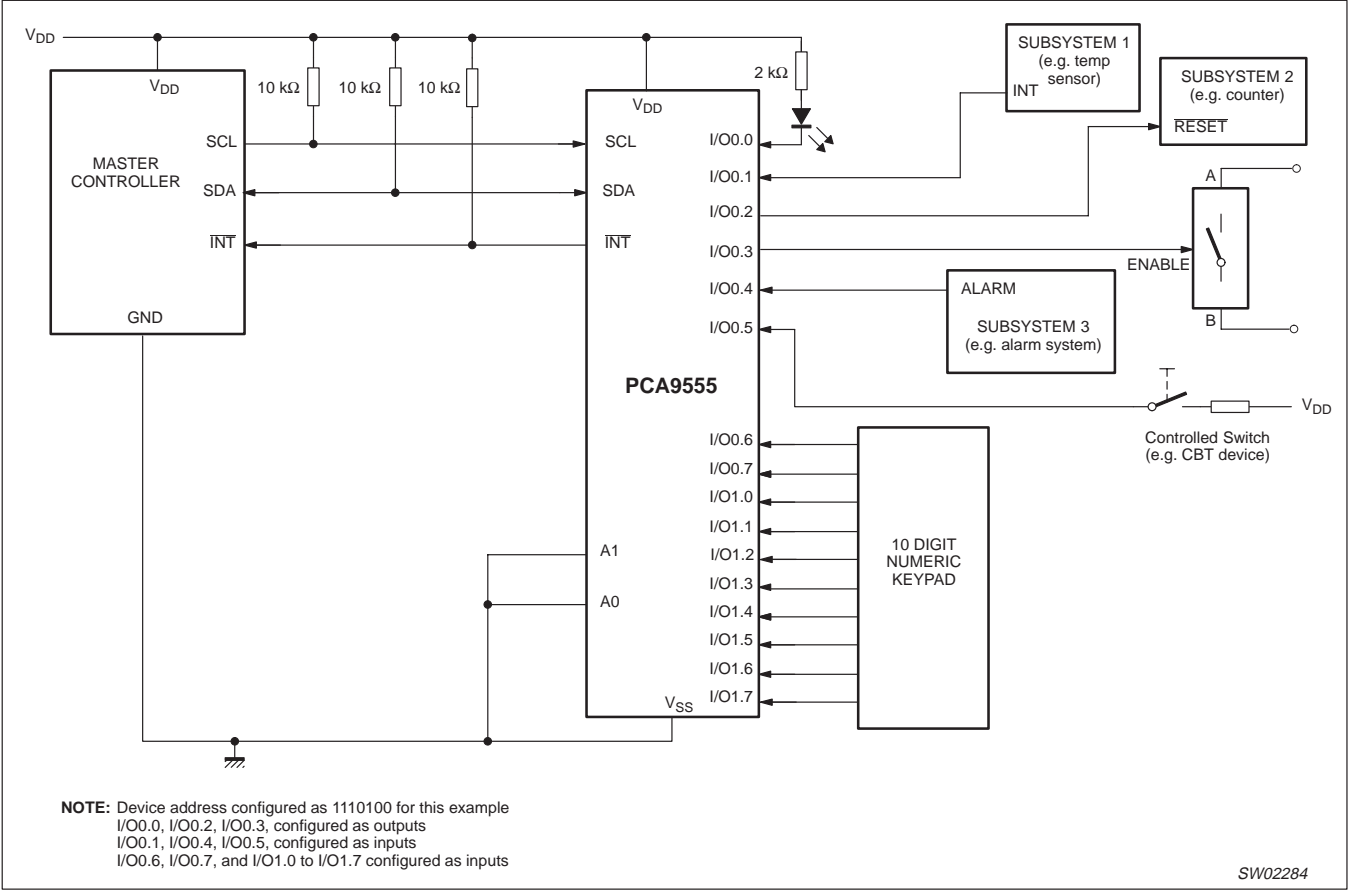 VDD
VDD
10 kΩ
10 kΩ
10 kΩ
VDD
2 kΩ
SUBSYSTEM 1
(e.g. temp
sensor)
INT
SUBSYSTEM 2
(e.g. counter)
RESET
MASTER
CONTROLLER
SCL
SDA
INT
GND
SCL
SDA
INT
PCA9555
A1
A0
VSS
I/O0.0
I/O0.1
I/O0.2
I/O0.3
I/O0.4
I/O0.5
I/O0.6
I/O0.7
I/O1.0
I/O1.1
I/O1.2
I/O1.3
I/O1.4
I/O1.5
I/O1.6
I/O1.7
A
ENABLE
B
ALARM
SUBSYSTEM 3
(e.g. alarm system)
VDD
Controlled Switch
(e.g. CBT device)
10 DIGIT
NUMERIC
KEYPAD
NOTE: Device address configured as 1110100 for this example
I/O0.0, I/O0.2, I/O0.3, configured as outputs
I/O0.1, I/O0.4, I/O0.5, configured as inputs
I/O0.6, I/O0.7, and I/O1.0 to I/O1.7 configured as inputs
SW02284